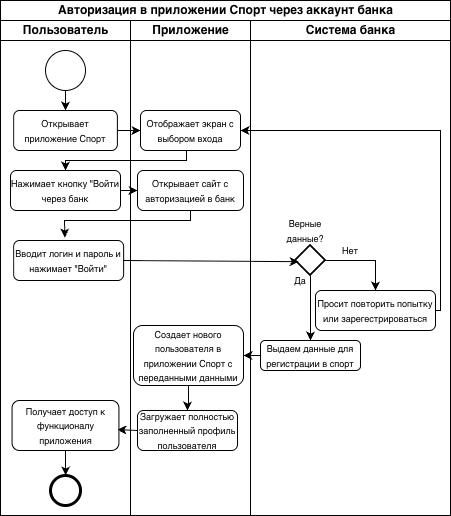 Авторизация в приложении Спорт через аккаунт банка
Пользователь
Приложение
Система банка
Открывает
приложение Спорт
Отображает экран с
выбором входа
Нажимает кнопку "Войти
через банк
Открывает сайт с
авторизацией в банк
Вводит логин и пароль и
нажимает "Войти"
Верные
данные?
Нет
Да
Просит повторить попытку
или зарегестрироваться
Выдаем данные для
регистрации в спорт
Создает нового
пользователя в
приложении Спорт с
переданными данными
Загружает полностью
заполненный профиль
пользователя
Получает доступ к
функционалу
приложения